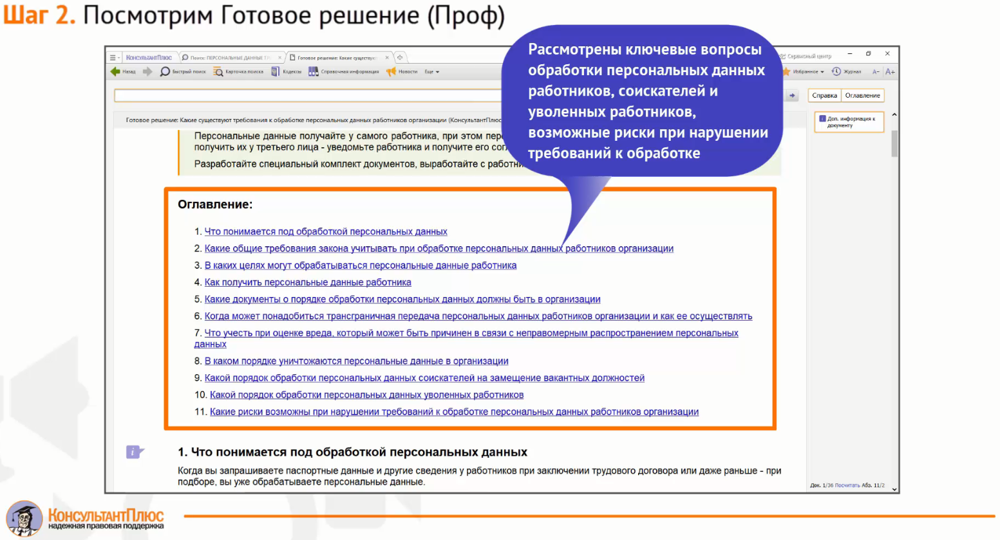 Шаг 2. Посмотрим Готовое решение (Проф)
Рассмотрены ключевые вопросы
обработки персональных данных
работников, соискателей и
уволенных работников,
возможные риски при нарушении
требований к обработке
КонсультантПлюс
Поиск: ПЕРСОНАЛЬНЫЕ ДАННЫЕ
Готовое решение: Какие существую
Сервисный центр
Назад
Быстрый поиск
Карточка поиска
Кодексы
Справочная информация
Новости
Еще
Избранное
Журнал
А- А+
Справка
Оглавление
Готовое решение: Какие существуют требования к обработке персональных данных работников организации (КонсультантПлюс
Доп. информация к
документу
Персональные данные получайте у самого работника, при этом пер
получить их у третьего лица - уведомьте работника и получите его сог
Разработайте специальный комплект документов, выработайте с работн
Оглавление:
1. Что понимается под обработкой персональных данных
2. Какие общие требования закона учитывать при обработке персональных данных работников организации
3. В каких целях могут обрабатываться персональные данные работника
4. Как получить персональные данные работника
5. Какие документы о порядке обработки персональных данных должны быть в организации
6. Когда может понадобиться трансграничная передача персональных данных работников организации и как ее осуществлять
7. Что учесть при оценке вреда, который может быть причинен в связи с неправомерным распространением персональных
данных
8. В каком порядке уничтожаются персональные данные в организации
9. Какой порядок обработки персональных данных соискателей на замещение вакантных должностей
10. Какой порядок обработки персональных данных уволенных работников
11. Какие риски возможны при нарушении требований к обработке персональных данных работников организации
1. Что понимается под обработкой персональных данных
Когда вы запрашиваете паспортные данные и другие сведения у работников при заключении трудового договора или даже раньше - при
подборе, вы уже обрабатываете персональные данные.
Док. 1/36 Посчитать Абз. 11/2
КонсультантПлюс
надежная правовая поддержка